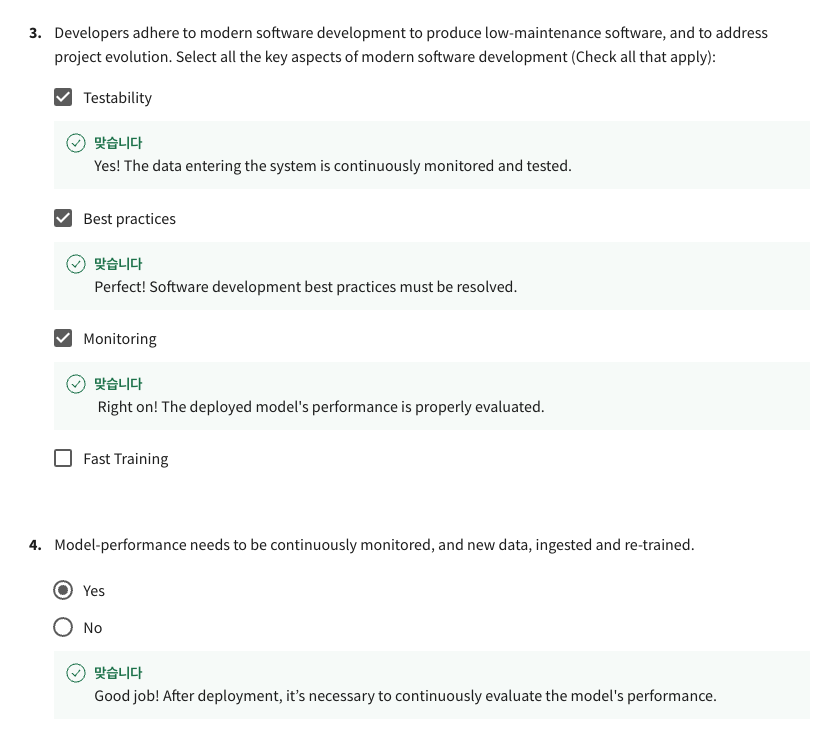 3. Developers adhere to modern software development to produce low-maintenance software, and to address
project evolution. Select all the key aspects of modern software development (Check all that apply):
Testability
맞습니다
Yes! The data entering the system is continuously monitored and tested.
Best practices
맞습니다
Perfect! Software development best practices must be resolved.
Monitoring
맞습니다
Right on! The deployed model's performance is properly evaluated.
Fast Training
4. Model-performance needs to be continuously monitored, and new data, ingested and re-trained.
Yes
No
맞습니다
Good job! After deployment, it’s necessary to continuously evaluate the model's performance.